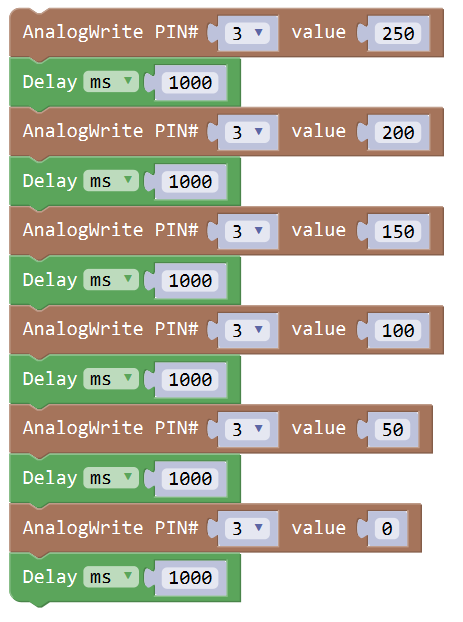 AnalogWrite PIN# 3 value 250
Delay ms 1000
AnalogWrite PIN# 3 value 200
Delay ms 1000
AnalogWrite PIN# 3 value 150
Delay ms 1000
AnalogWrite PIN# 3 value 100
Delay ms 1000
AnalogWrite PIN# 3 value 50
Delay ms 1000
AnalogWrite PIN# 3 value 0
Delay ms 1000